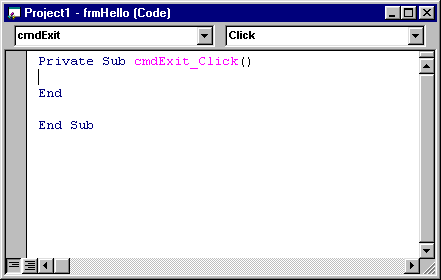 Project1 - frmHello (Code)
cmdExit Click
Private Sub cmdExit_Click()
End
End Sub